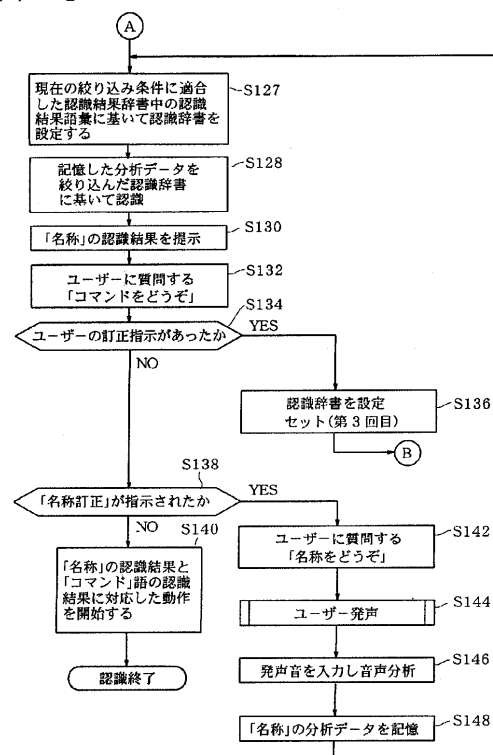 A
現在の絞り込み条件に適合
した認識結果辞書中の認識
結果語彙に基いて認識辞書を
設定する
S127
記憶した分析データを
絞り込んだ認識辞書
に基いて認識
S128
「名称」の認識結果を提示
S130
ユーザーに質問する
「コマンドをどうぞ」
S132
ユーザーの訂正指示があったか
S134
YES
NO
認識辞書を設定
セット(第3回目)
S136
B
「名称訂正」が指示されたか
S138
YES
NO
「名称」の認識結果と
「コマンド」語の認識
結果に対応した動作
を開始する
S140
認識終了
ユーザーに質問する
「名称をどうぞ」
S142
ユーザー発声
S144
発声音を入力し音声分析
S146
「名称」の分析データを記憶
S148